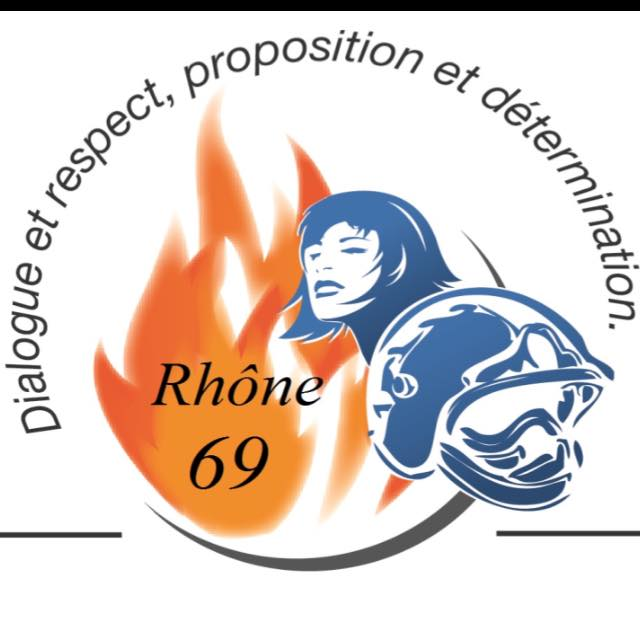 Dialogue et respect, proposition et détermination.
Rhône
69